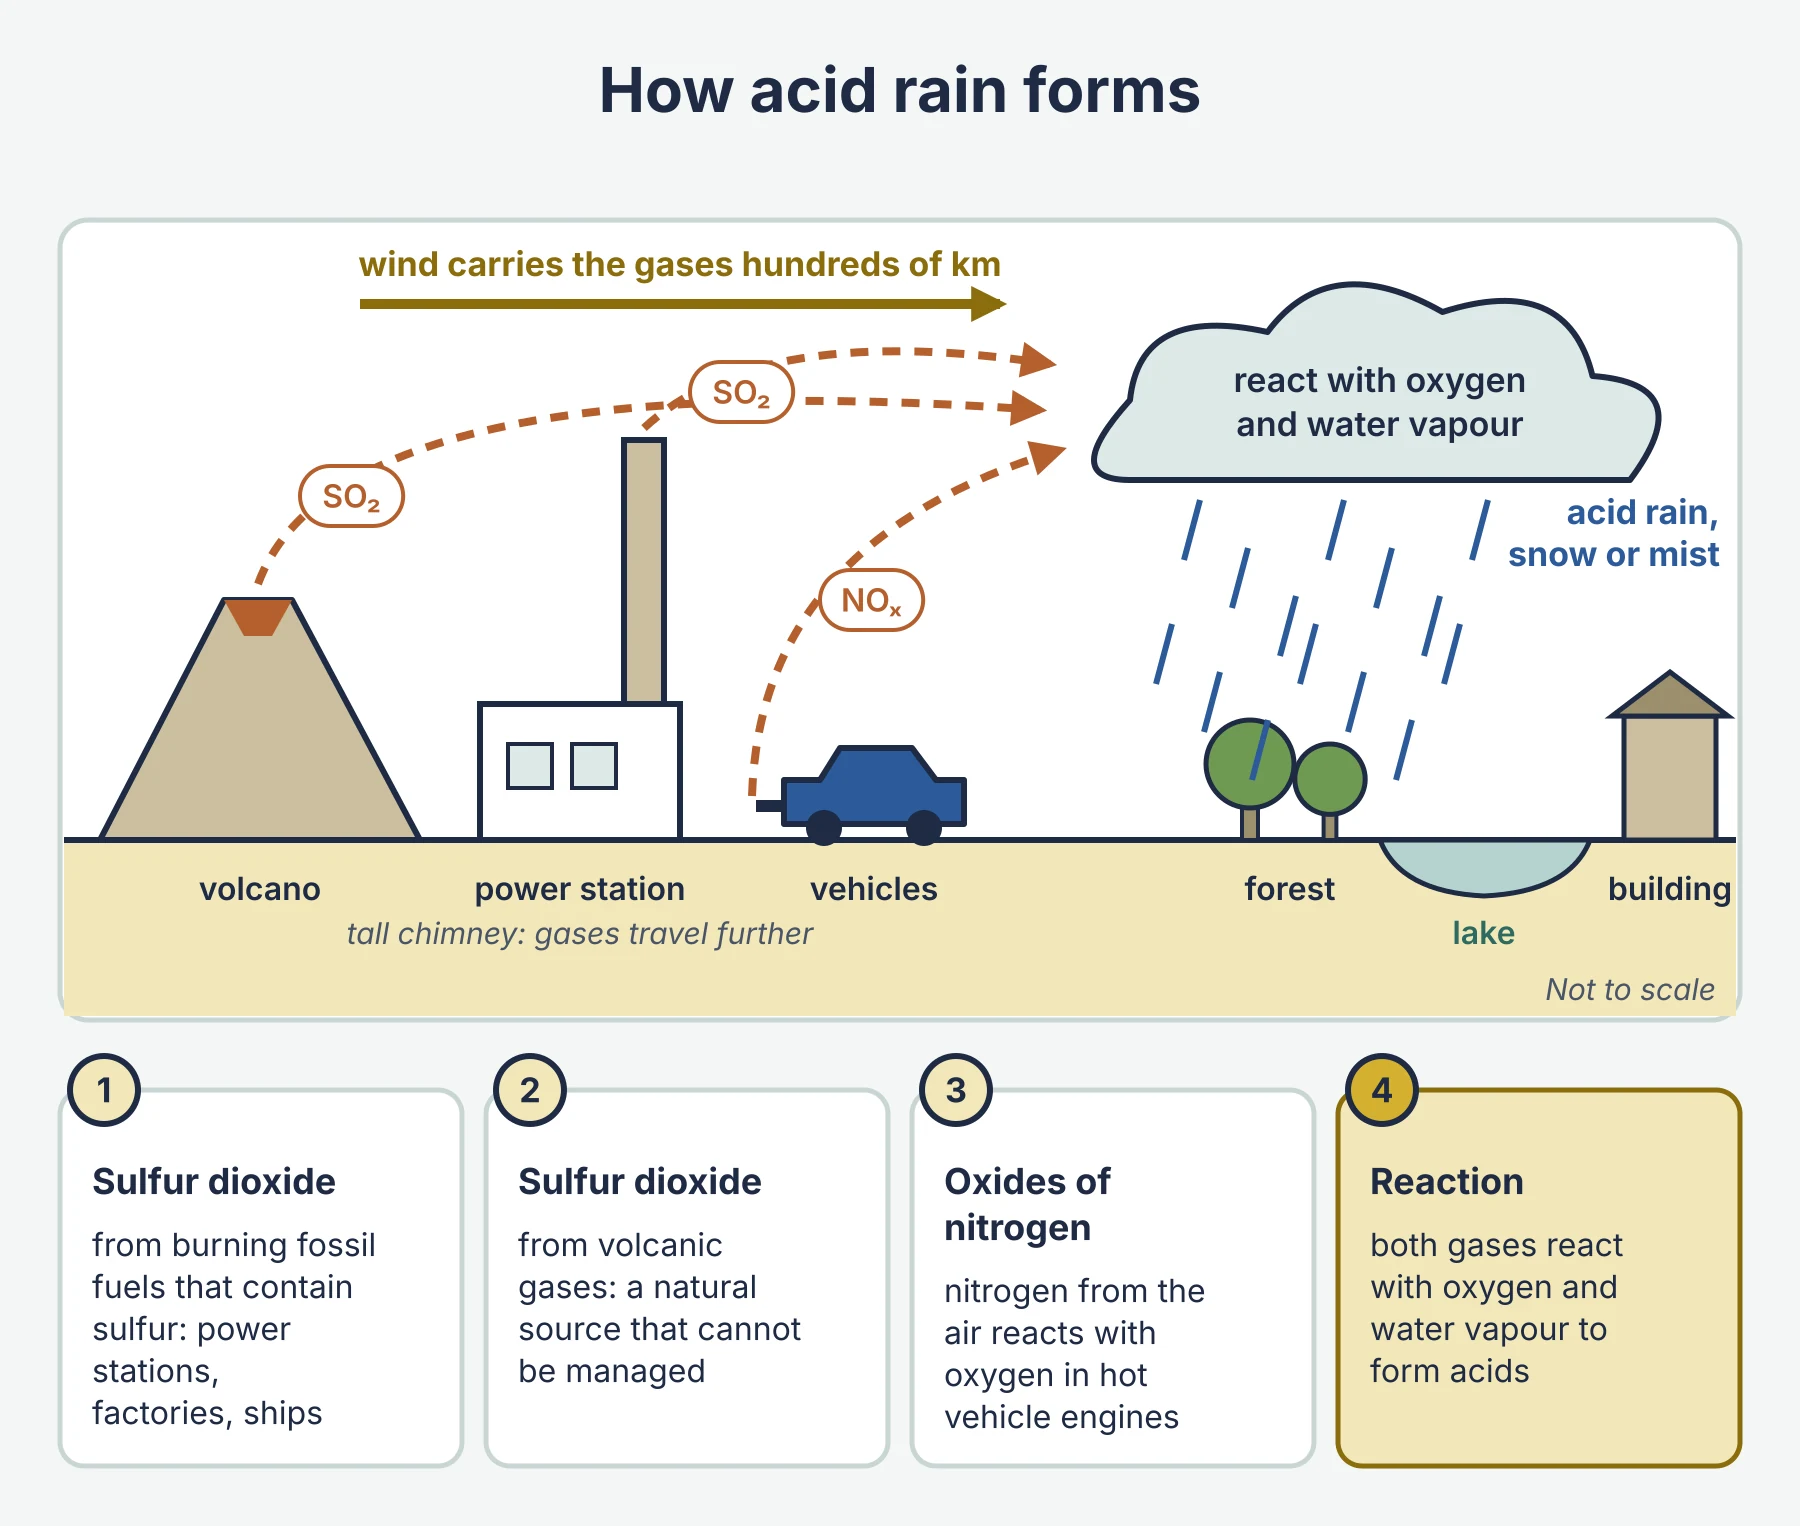 How acid rain forms
wind carries the gases hundreds of km
SO₂
SO₂
NOₓ
react with oxygen
and water vapour
acid rain,
snow or mist
volcano
power station
vehicles
forest
building
tall chimney: gases travel further
lake
Not to scale
1
Sulfur dioxide
from burning fossil
fuels that contain
sulfur: power
stations,
factories, ships
2
Sulfur dioxide
from volcanic
gases: a natural
source that cannot
be managed
3
Oxides of
nitrogen
nitrogen from the
air reacts with
oxygen in hot
vehicle engines
4
Reaction
both gases react
with oxygen and
water vapour to
form acids